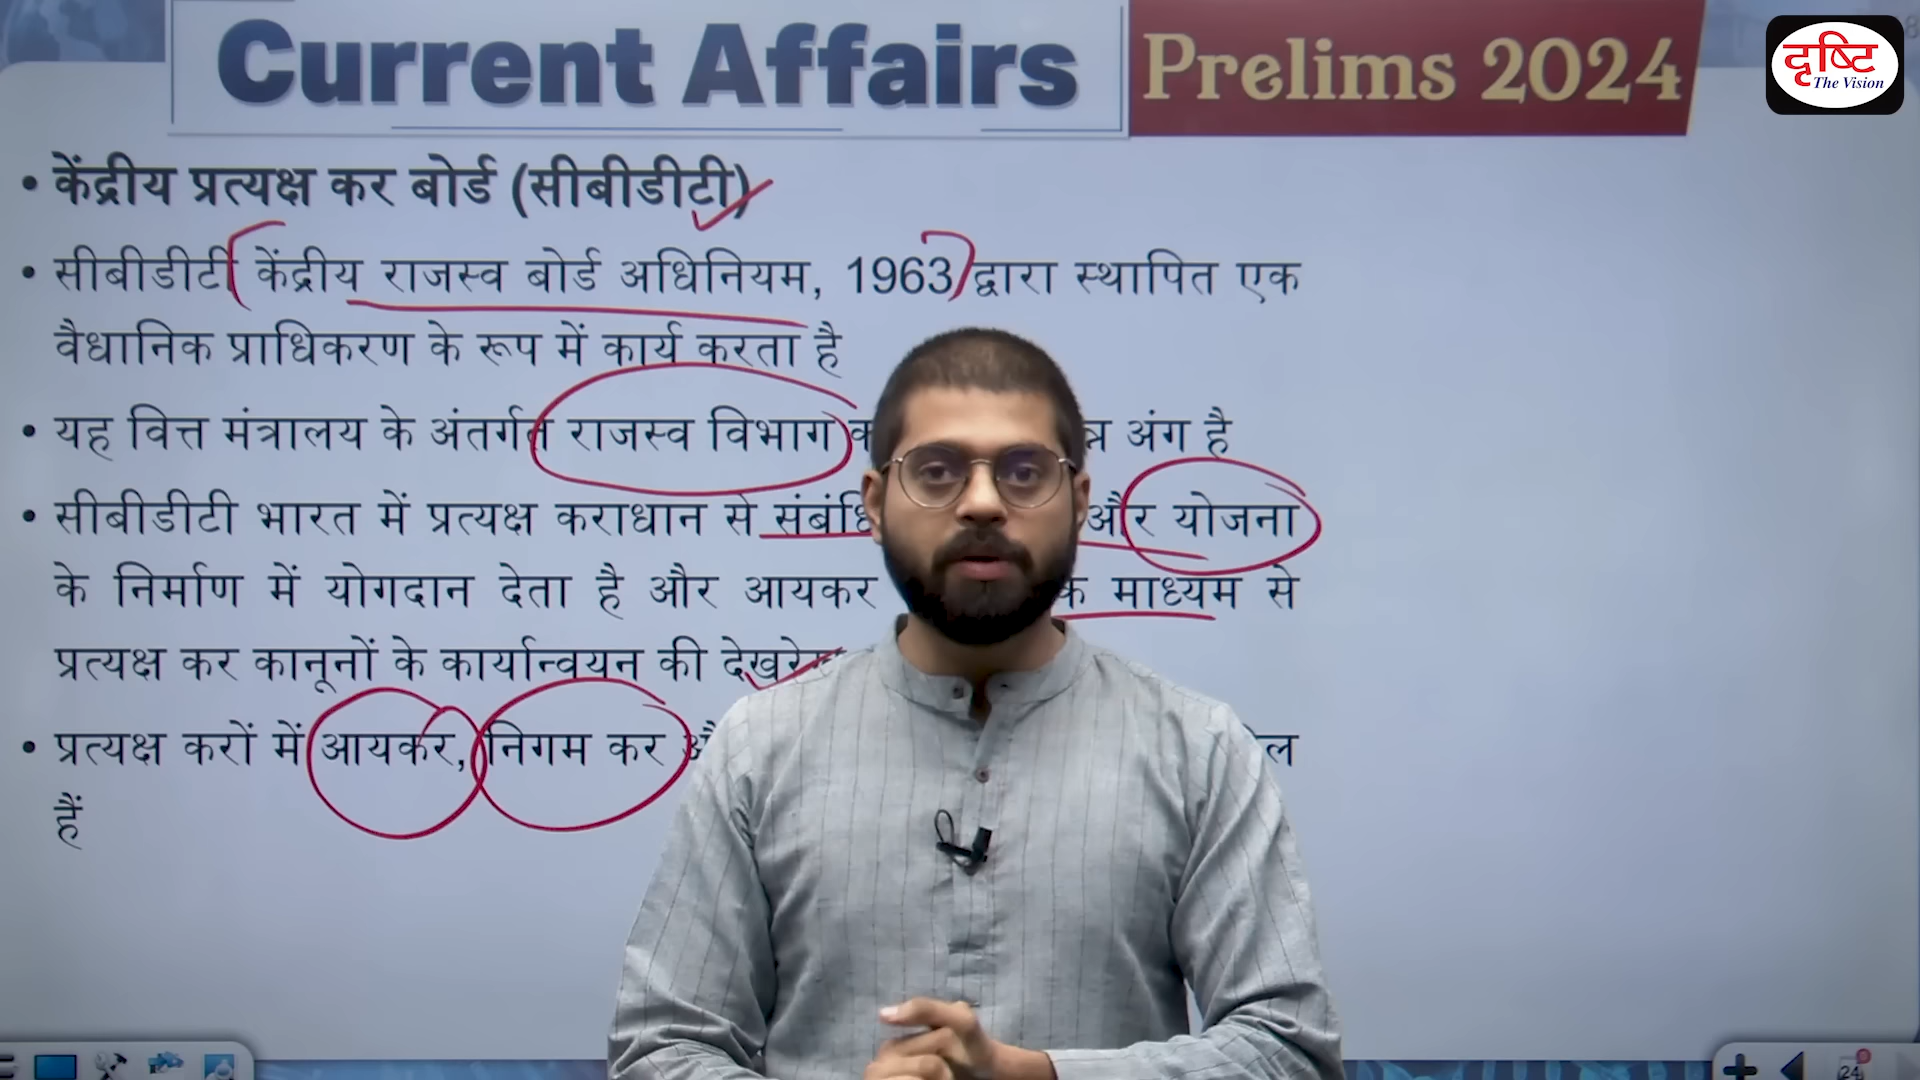 Current Affairs Prelims 2024
दृष्टि
The Vision
• केंद्रीय प्रत्यक्ष कर बोर्ड (सीबीडीटी)
• सीबीडीटी केंद्रीय राजस्व बोर्ड अधिनियम, 1963 द्वारा स्थापित एक
वैधानिक प्राधिकरण के रूप में कार्य करता है
• यह वित्त मंत्रालय के अंतर्गत राजस्व विभाग अंग है
• सीबीडीटी भारत में प्रत्यक्ष कराधान से और योजना
के निर्माण में योगदान देता है और आयकर के माध्यम से
प्रत्यक्ष कर कानूनों के कार्यान्वयन की
• प्रत्यक्ष करों में आयकर, निगम कर
हैं
24